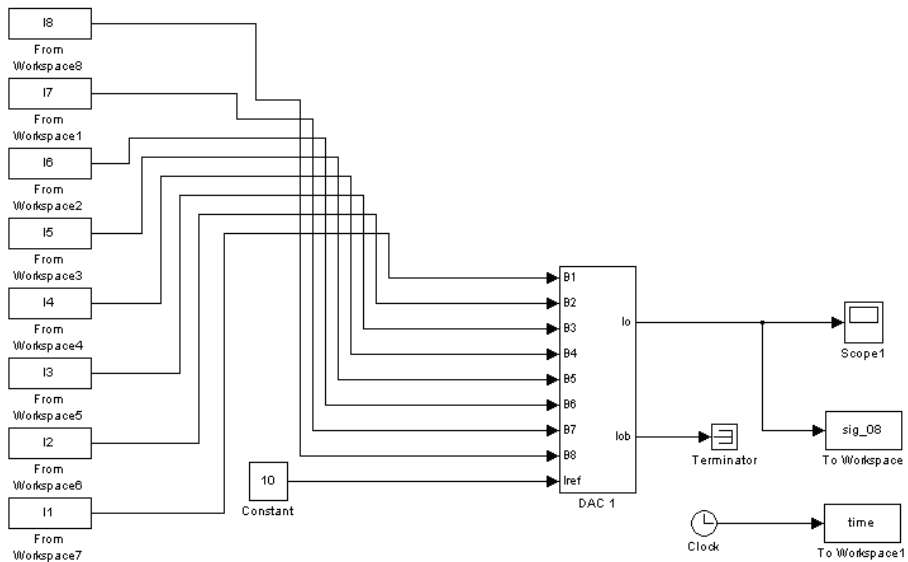 I8
From
Workspace8
I7
From
Workspace1
I6
From
Workspace2
I5
From
Workspace3
I4
From
Workspace4
I3
From
Workspace5
I2
From
Workspace6
I1
From
Workspace7
10
Constant
B1
B2
B3
B4
B5
B6
B7
B8
Iref
Io
Iob
DAC 1
Scope1
sig_08
To Workspace
Terminator
Clock
time
To Workspace1